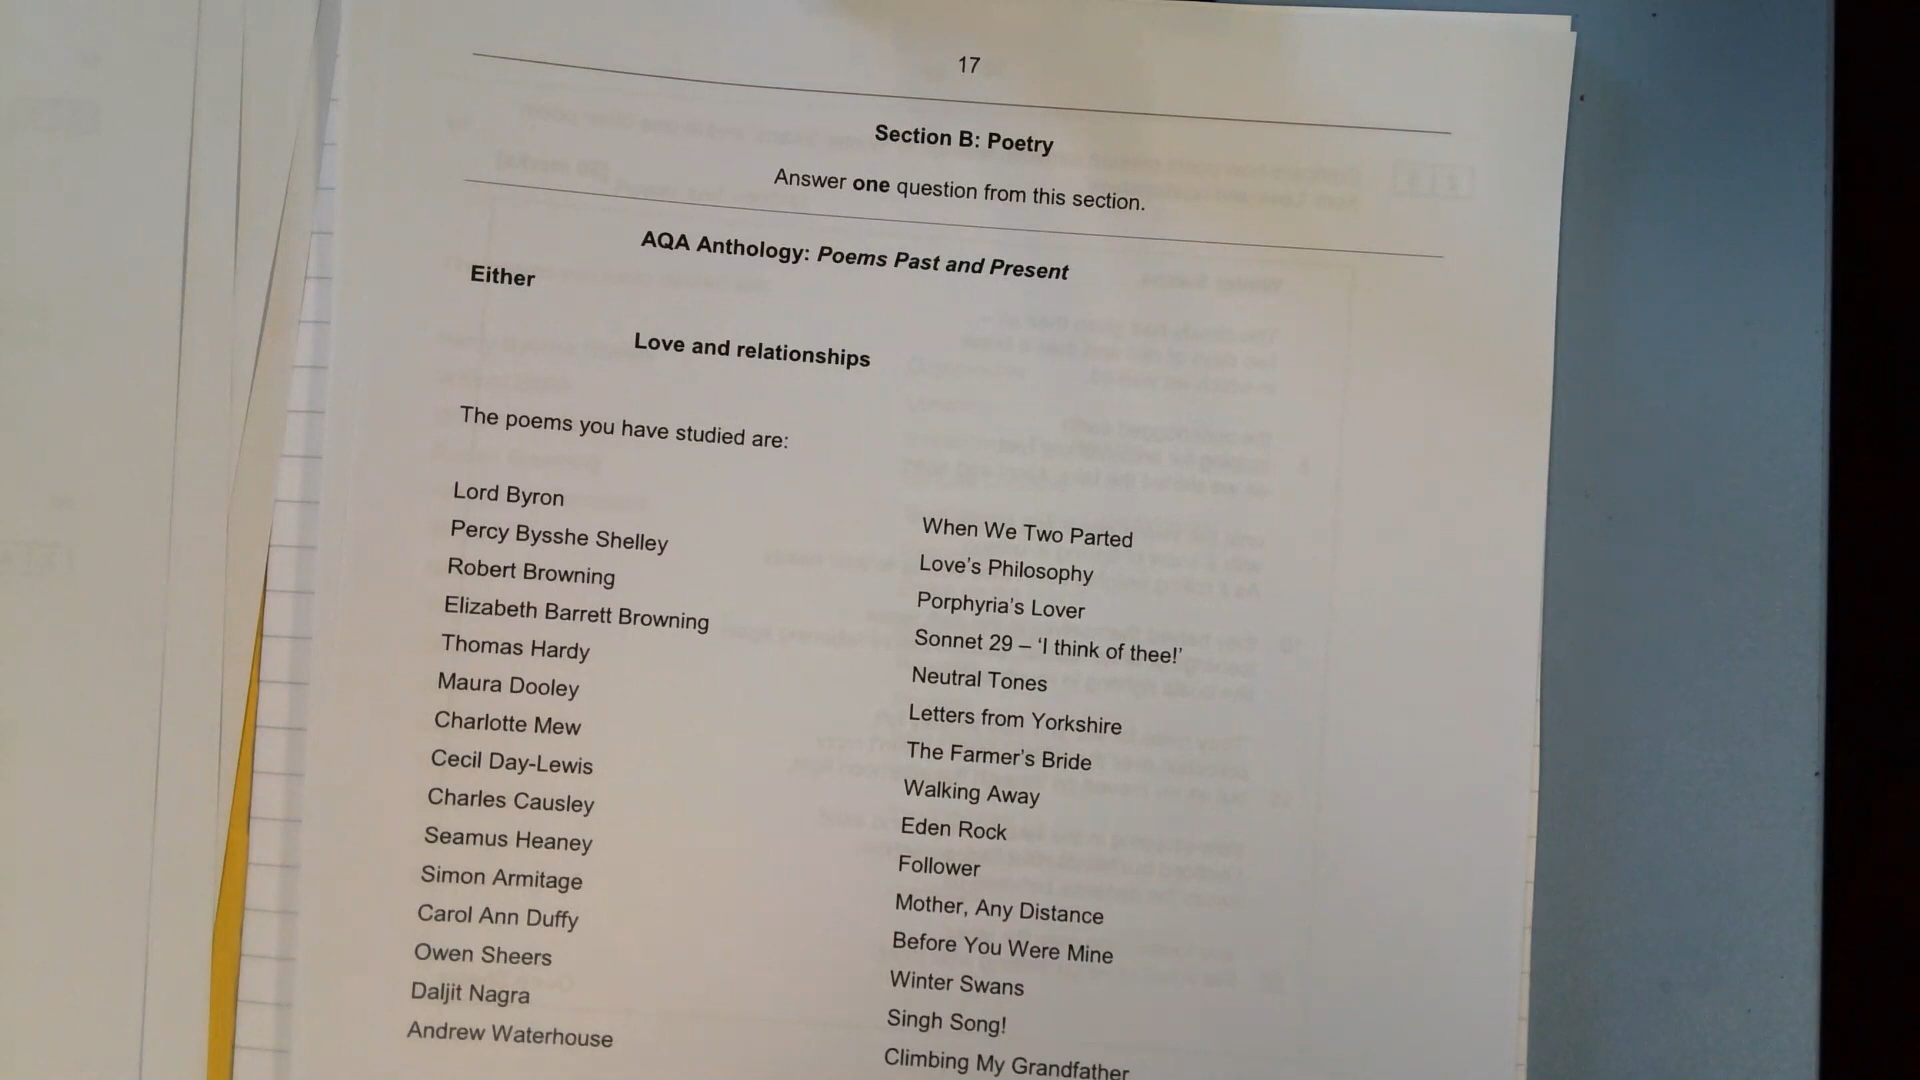 17
Section B: Poetry
Answer one question from this section.
AQA Anthology: Poems Past and Present
Either
Love and relationships
The poems you have studied are:
Lord Byron When We Two Parted
Percy Bysshe Shelley Love's Philosophy
Robert Browning Porphyria's Lover
Elizabeth Barrett Browning Sonnet 29 – 'I think of thee!'
Thomas Hardy Neutral Tones
Maura Dooley Letters from Yorkshire
Charlotte Mew The Farmer's Bride
Cecil Day-Lewis Walking Away
Charles Causley Eden Rock
Seamus Heaney Follower
Simon Armitage Mother, Any Distance
Carol Ann Duffy Before You Were Mine
Owen Sheers Winter Swans
Daljit Nagra Singh Song!
Andrew Waterhouse Climbing My Grandfather